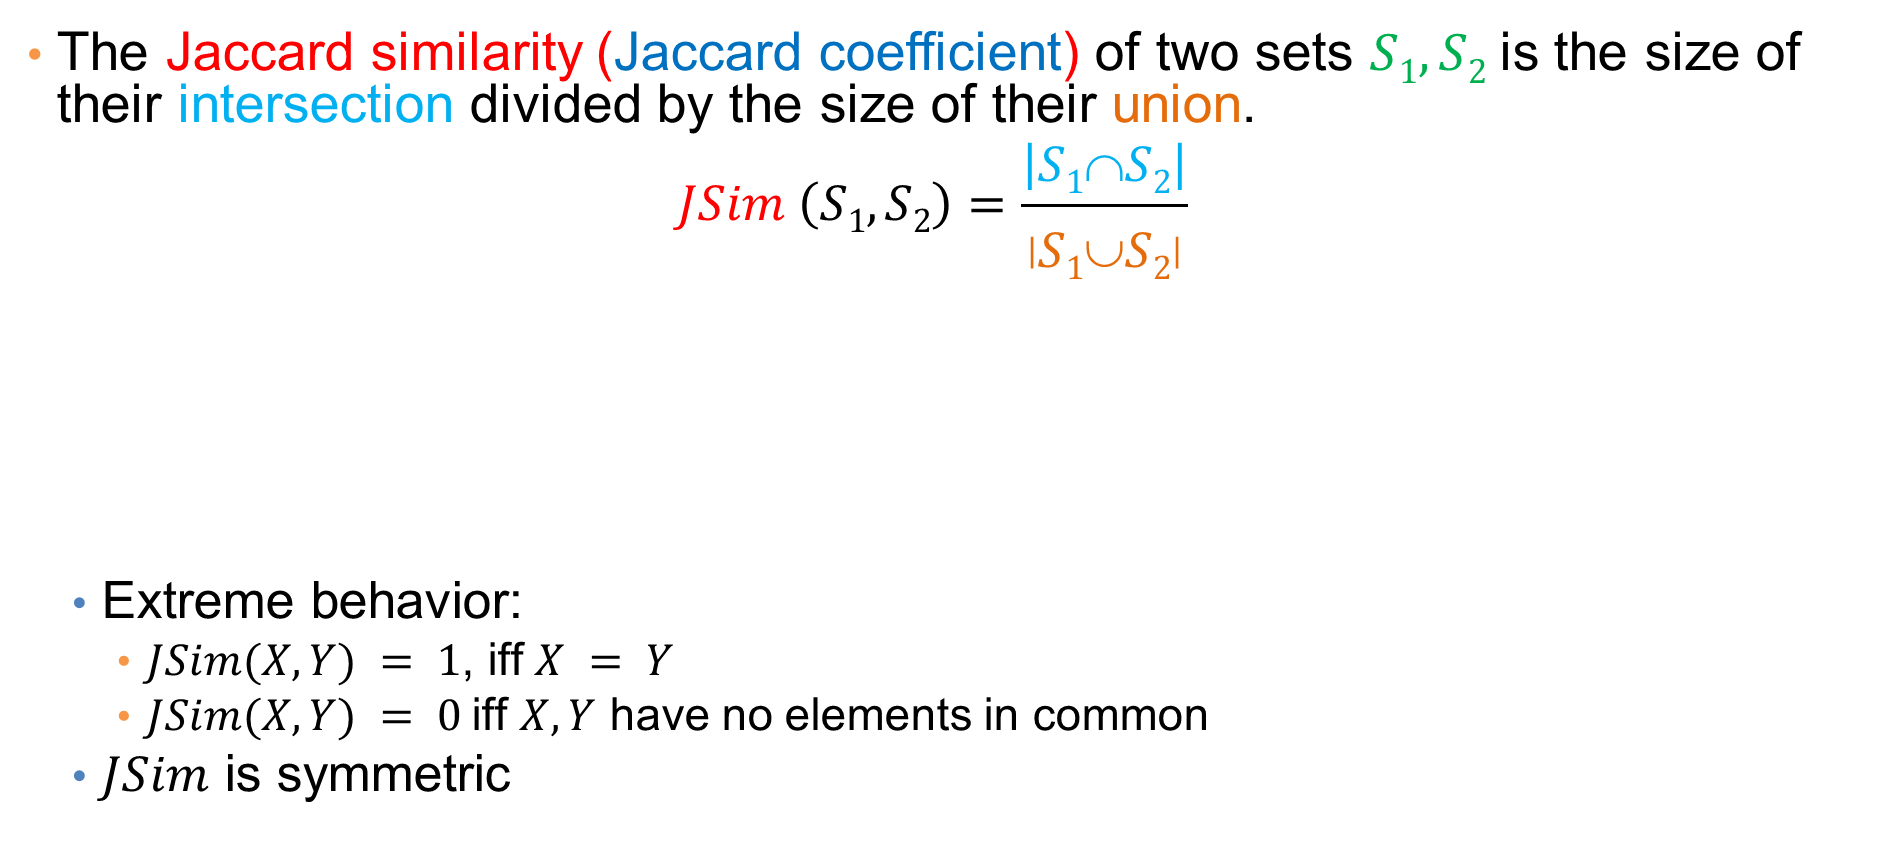 • The Jaccard similarity (Jaccard coefficient) of two sets S₁, S₂ is the size of
their intersection divided by the size of their union.
JSim (S₁, S₂) = |S₁∩S₂| / |S₁∪S₂|
• Extreme behavior:
• JSim(X, Y) = 1, iff X = Y
• JSim(X, Y) = 0 iff X, Y have no elements in common
• JSim is symmetric